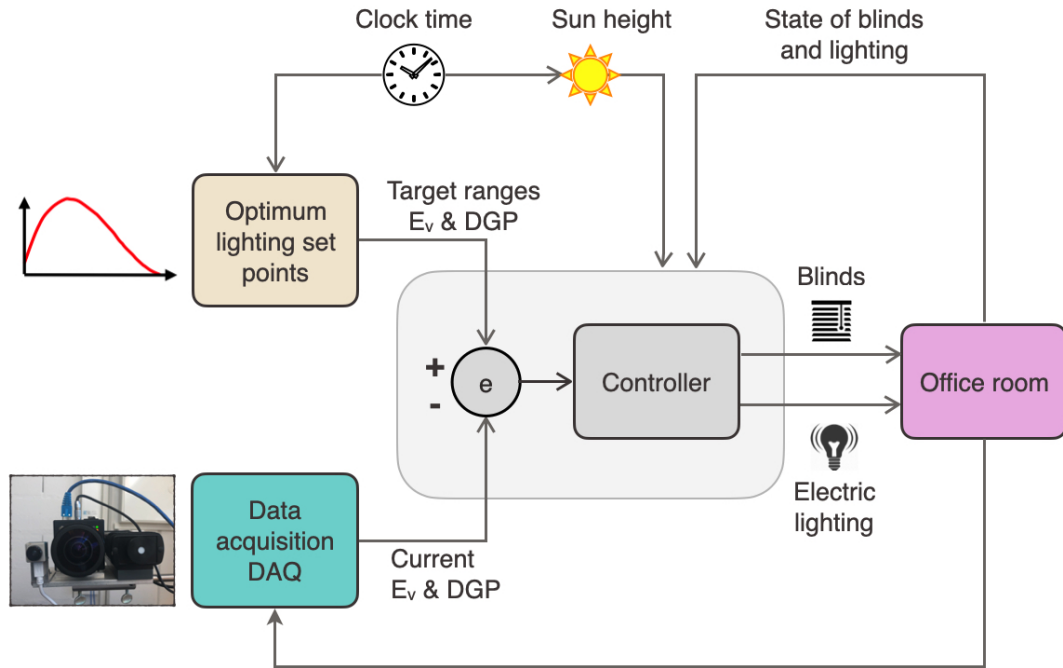 Clock time
Sun height
State of blinds
and lighting
Optimum
lighting set
points
Target ranges
Eᵥ & DGP
Blinds
+
-
e
Controller
Office room
Electric
lighting
Data
acquisition
DAQ
Current
Eᵥ & DGP